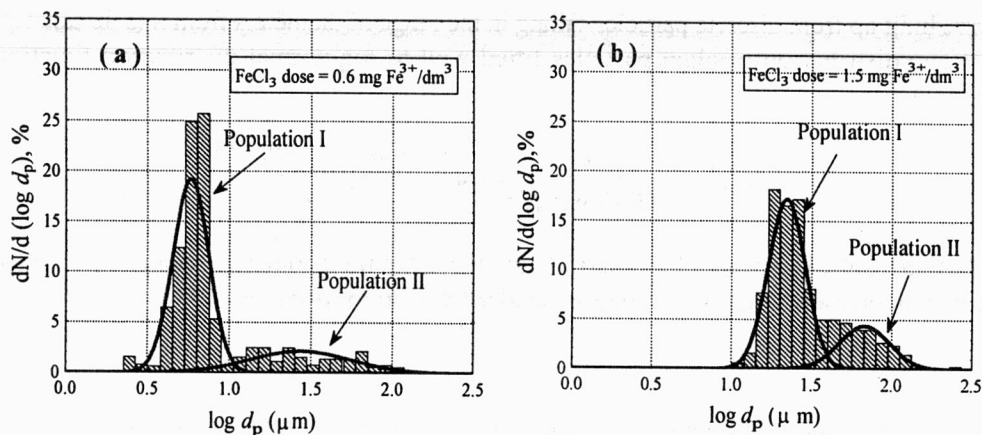 (a)
FeCl3 dose = 0.6 mg Fe3+/dm3
35
30
25
20
15
10
5
0
dN/d (log dp), %
Population I
Population II
0.0 0.5 1.0 1.5 2.0 2.5
log dp (μm)
(b)
FeCl3 dose = 1.5 mg Fe3+/dm3
35
30
25
20
15
10
5
0
dN/d(log dp),%
Population I
Population II
0.0 0.5 1.0 1.5 2.0 2.5
log dp (μ m)